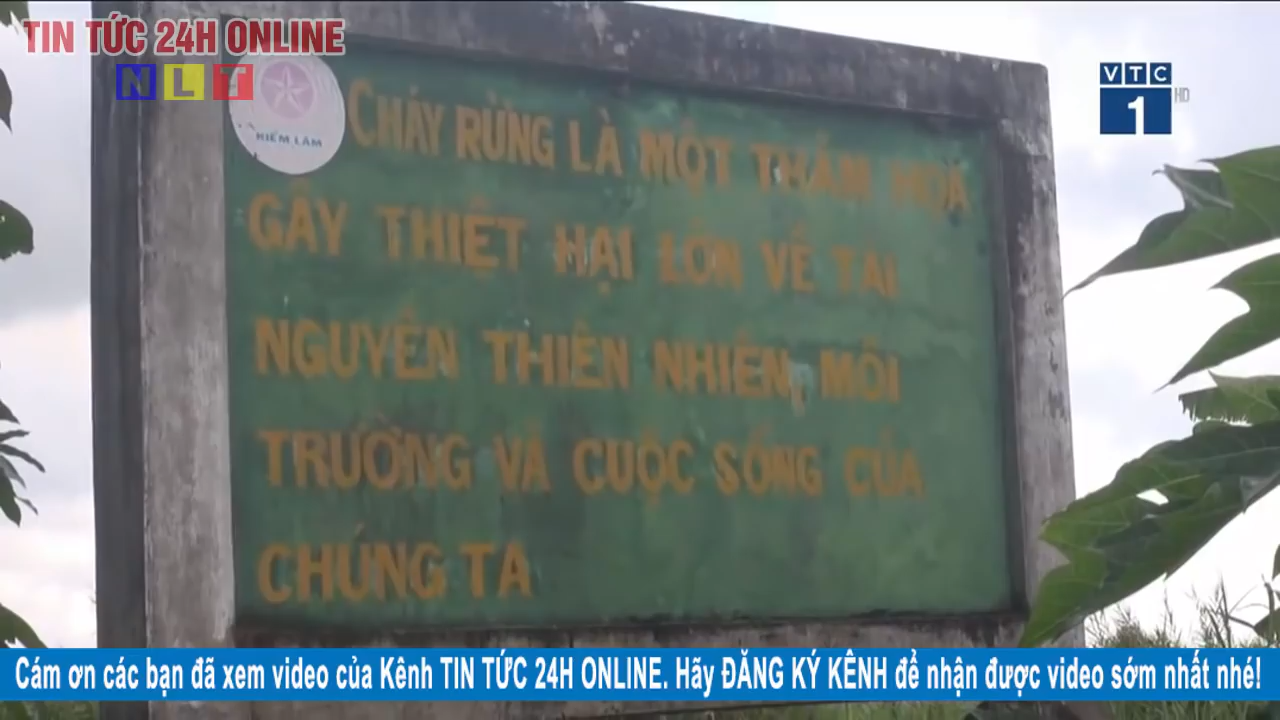 TIN TỨC 24H ONLINE
NLT
VTC
1 HD
KIỂM LÂM
CHÁY RỪNG LÀ MỘT THẢM HỌA
GÂY THIỆT HẠI LỚN VỀ TÀI
NGUYÊN THIÊN NHIÊN, MÔI
TRƯỜNG VÀ CUỘC SỐNG CỦA
CHÚNG TA
Cám ơn các bạn đã xem video của Kênh TIN TỨC 24H ONLINE. Hãy ĐĂNG KÝ KÊNH để nhận được video sớm nhất nhé!